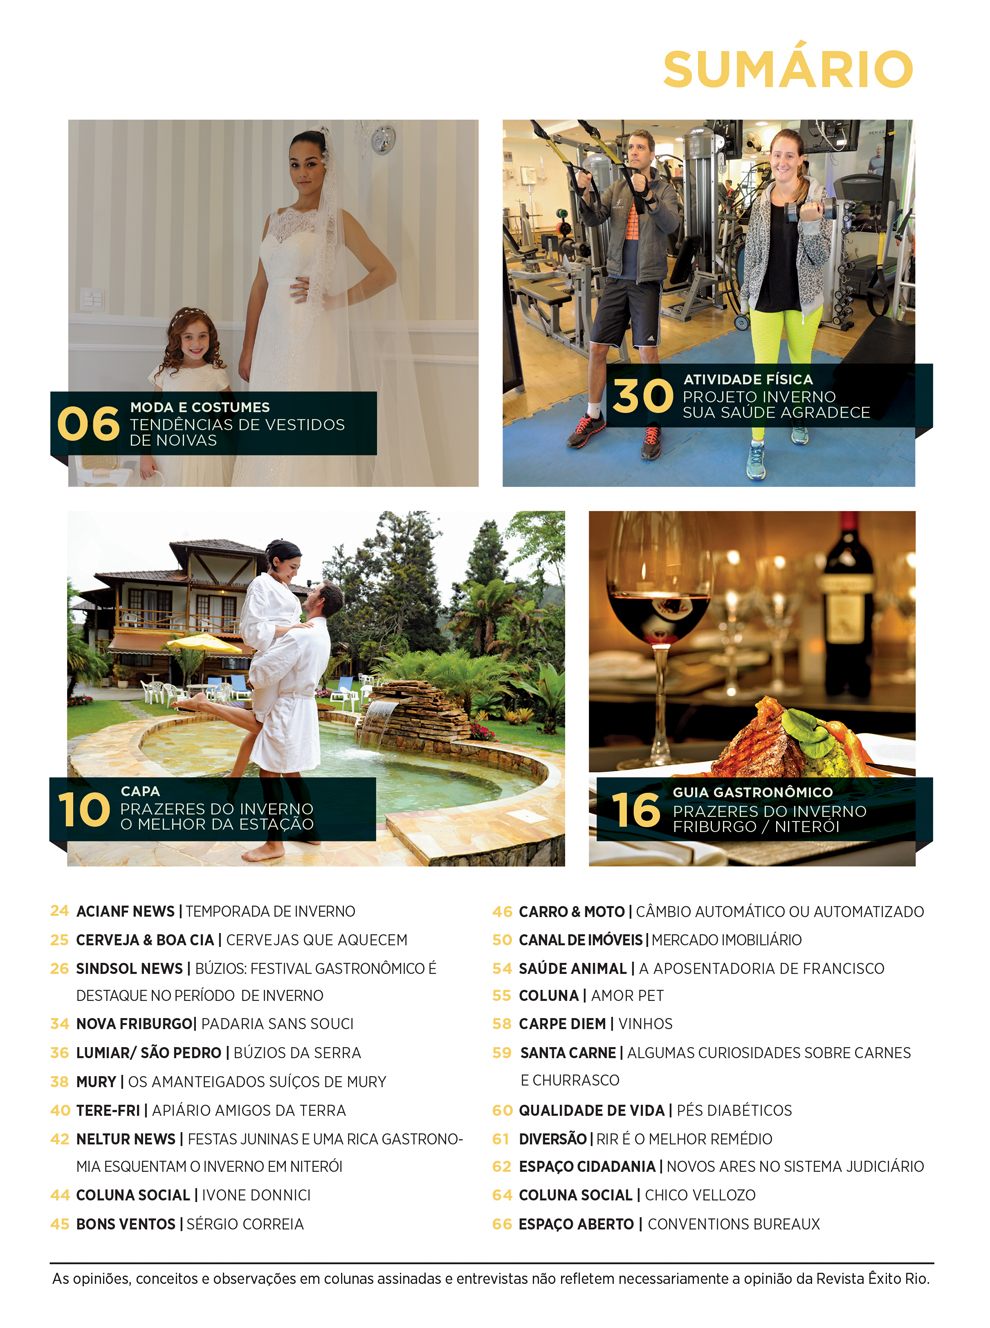 SUMÁRIO
06
MODA E COSTUMES
TENDÊNCIAS DE VESTIDOS
DE NOIVAS
30
ATIVIDADE FÍSICA
PROJETO INVERNO
SUA SAÚDE AGRADECE
10
CAPA
PRAZERES DO INVERNO
O MELHOR DA ESTAÇÃO
16
GUIA GASTRONÔMICO
PRAZERES DO INVERNO
FRIBURGO / NITERÓI
24 ACIANF NEWS | TEMPORADA DE INVERNO
25 CERVEJA & BOA CIA | CERVEJAS QUE AQUECEM
26 SINDSOL NEWS | BÚZIOS: FESTIVAL GASTRONÔMICO É
DESTAQUE NO PERÍODO DE INVERNO
34 NOVA FRIBURGO| PADARIA SANS SOUCI
36 LUMIAR/ SÃO PEDRO | BÚZIOS DA SERRA
38 MURY | OS AMANTEIGADOS SUÍÇOS DE MURY
40 TERE-FRI | APIÁRIO AMIGOS DA TERRA
42 NELTUR NEWS | FESTAS JUNINAS E UMA RICA GASTRONO-
MIA ESQUENTAM O INVERNO EM NITERÓI
44 COLUNA SOCIAL | IVONE DONNICI
45 BONS VENTOS | SÉRGIO CORREIA
46 CARRO & MOTO | CÂMBIO AUTOMÁTICO OU AUTOMATIZADO
50 CANAL DE IMÓVEIS | MERCADO IMOBILIÁRIO
54 SAÚDE ANIMAL | A APOSENTADORIA DE FRANCISCO
55 COLUNA | AMOR PET
58 CARPE DIEM | VINHOS
59 SANTA CARNE | ALGUMAS CURIOSIDADES SOBRE CARNES
E CHURRASCO
60 QUALIDADE DE VIDA | PÉS DIABÉTICOS
61 DIVERSÃO | RIR É O MELHOR REMÉDIO
62 ESPAÇO CIDADANIA | NOVOS ARES NO SISTEMA JUDICIÁRIO
64 COLUNA SOCIAL | CHICO VELLOZO
66 ESPAÇO ABERTO | CONVENTIONS BUREAUX
As opiniões, conceitos e observações em colunas assinadas e entrevistas não refletem necessariamente a opinião da Revista Êxito Rio.